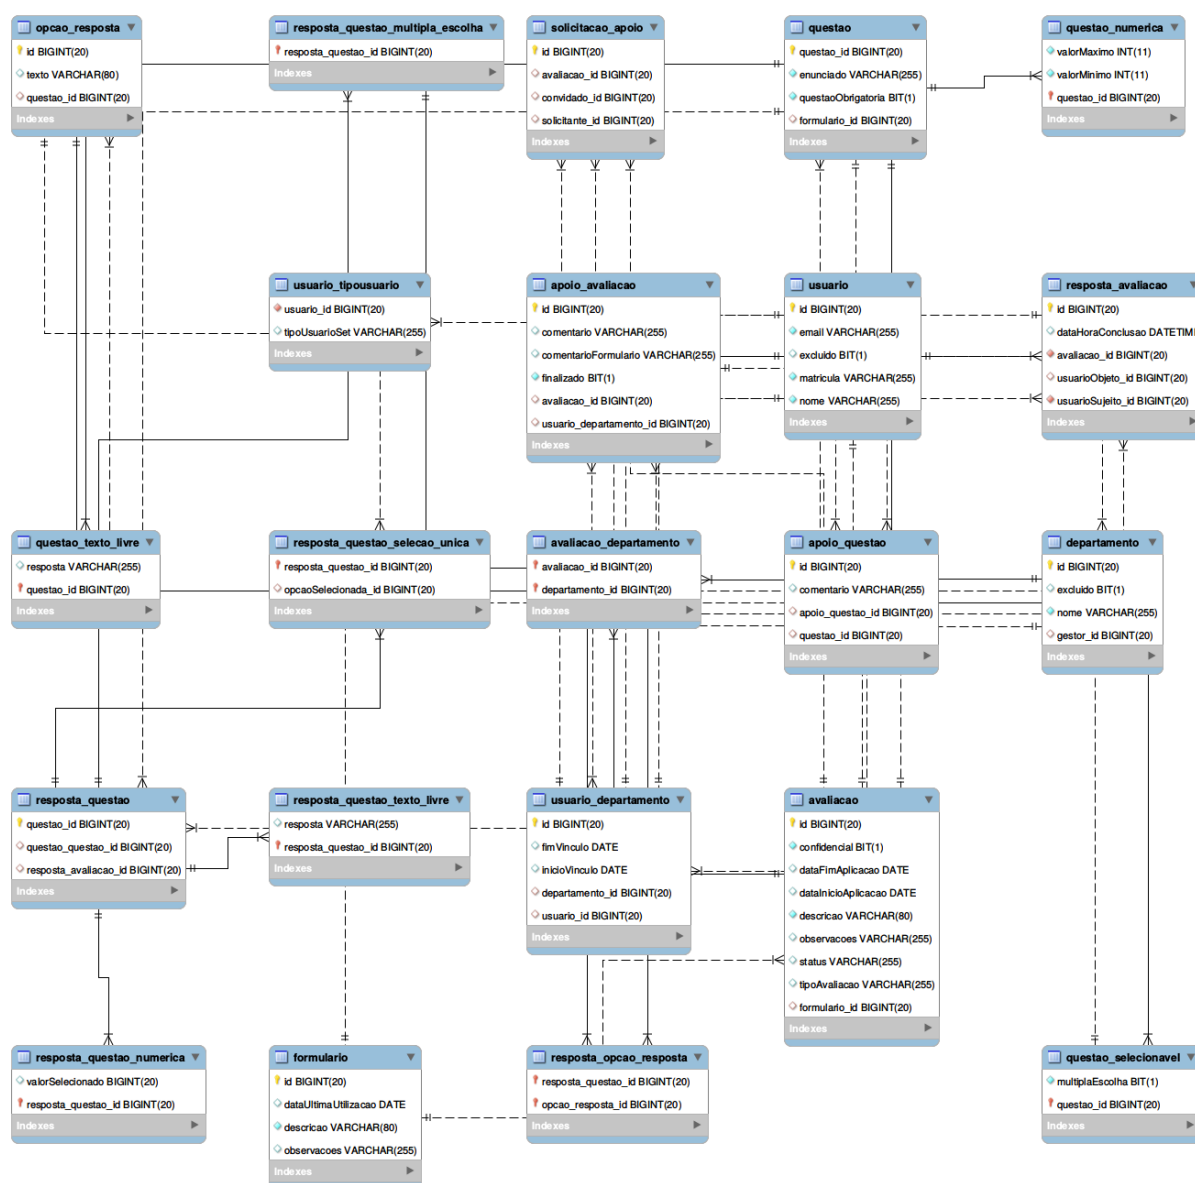 opcao_resposta
id BIGINT(20)
texto VARCHAR(80)
questao_id BIGINT(20)
Indexes
resposta_questao_multipla_escolha
resposta_questao_id BIGINT(20)
Indexes
solicitacao_apoio
id BIGINT(20)
avaliacao_id BIGINT(20)
convidado_id BIGINT(20)
solicitante_id BIGINT(20)
Indexes
questao
questao_id BIGINT(20)
enunciado VARCHAR(255)
questaoObrigatoria BIT(1)
formulario_id BIGINT(20)
Indexes
questao_numerica
valorMaximo INT(11)
valorMinimo INT(11)
questao_id BIGINT(20)
Indexes
usuario_tipousuario
usuario_id BIGINT(20)
tipoUsuarioSet VARCHAR(255)
Indexes
apoio_avaliacao
id BIGINT(20)
comentario VARCHAR(255)
comentarioFormulario VARCHAR(255)
finalizado BIT(1)
avaliacao_id BIGINT(20)
usuario_departamento_id BIGINT(20)
Indexes
usuario
id BIGINT(20)
email VARCHAR(255)
excluido BIT(1)
matricula VARCHAR(255)
nome VARCHAR(255)
Indexes
resposta_avaliacao
id BIGINT(20)
dataHoraConclusao
avaliacao_id BIGINT(20)
usuarioObjeto_id BIGINT(20)
usuarioSujeito_id BIGINT(20)
Indexes
questao_texto_livre
resposta VARCHAR(255)
questao_id BIGINT(20)
Indexes
resposta_questao_selecao_unica
resposta_questao_id BIGINT(20)
opcaoSelecionada_id BIGINT(20)
Indexes
avaliacao_departamento
avaliacao_id BIGINT(20)
departamento_id BIGINT(20)
Indexes
apoio_questao
id BIGINT(20)
comentario VARCHAR(255)
apoio_questao_id BIGINT(20)
questao_id BIGINT(20)
Indexes
departamento
id BIGINT(20)
excluido BIT(1)
nome VARCHAR(255)
gestor_id BIGINT(20)
Indexes
resposta_questao
questao_id BIGINT(20)
questao_questao_id BIGINT(20)
resposta_avaliacao_id BIGINT(20)
Indexes
resposta_questao_texto_livre
resposta VARCHAR(255)
resposta_questao_id BIGINT(20)
Indexes
usuario_departamento
id BIGINT(20)
fimVinculo DATE
inicioVinculo DATE
departamento_id BIGINT(20)
usuario_id BIGINT(20)
Indexes
avaliacao
id BIGINT(20)
confidencial BIT(1)
dataFimAplicacao DATE
dataInicioAplicacao DATE
descricao VARCHAR(80)
observacoes VARCHAR(255)
status VARCHAR(255)
tipoAvaliacao VARCHAR(255)
formulario_id BIGINT(20)
Indexes
resposta_questao_numerica
valorSelecionado BIGINT(20)
resposta_questao_id BIGINT(20)
Indexes
formulario
id BIGINT(20)
dataUltimaUtilizacao DATE
descricao VARCHAR(80)
observacoes VARCHAR(255)
Indexes
resposta_opcao_resposta
resposta_questao_id BIGINT(20)
opcao_resposta_id BIGINT(20)
Indexes
questao_selecionavel
multiplaEscolha BIT(1)
questao_id BIGINT(20)
Indexes